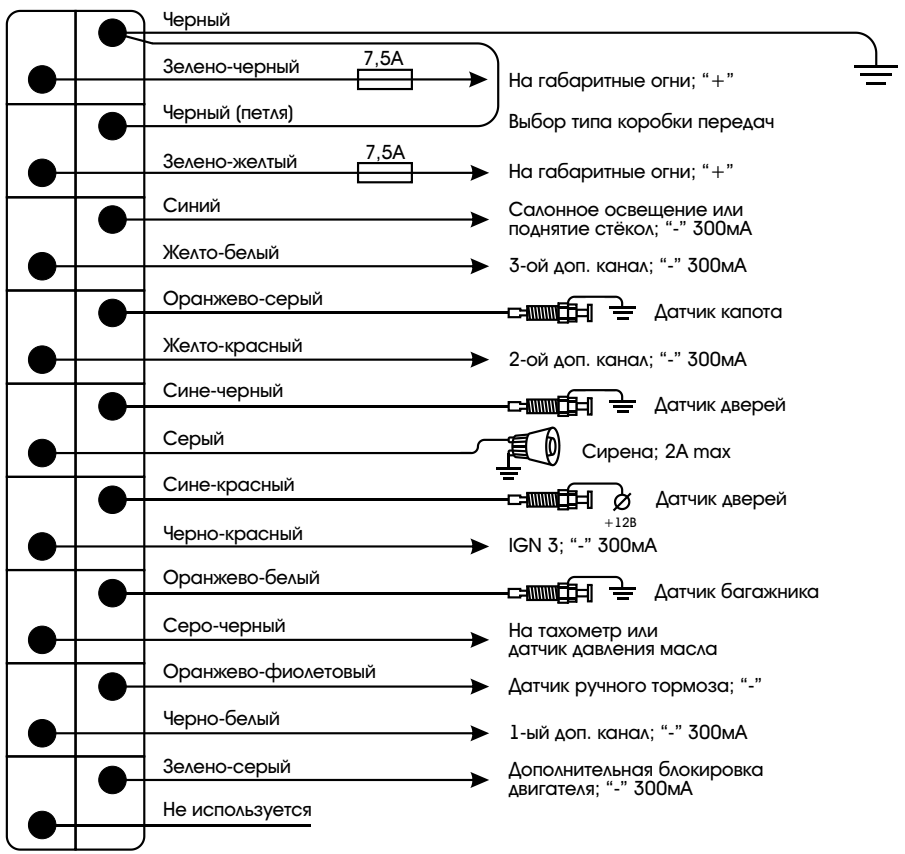 Черный
Зелено-черный 7,5А На габаритные огни; “+”
Черный (петля) Выбор типа коробки передач
Зелено-желтый 7,5А На габаритные огни; “+”
Синий Салонное освещение или
поднятие стёкол; “-” 300мА
Желто-белый 3-ой доп. канал; “-” 300мА
Оранжево-серый Датчик капота
Желто-красный 2-ой доп. канал; “-” 300мА
Сине-черный Датчик дверей
Серый Сирена; 2А max
Сине-красный Датчик дверей
+12В
Черно-красный IGN 3; “-” 300мА
Оранжево-белый Датчик багажника
Серо-черный На тахометр или
датчик давления масла
Оранжево-фиолетовый Датчик ручного тормоза; “-”
Черно-белый 1-ый доп. канал; “-” 300мА
Зелено-серый Дополнительная блокировка
двигателя; “-” 300мА
Не используется